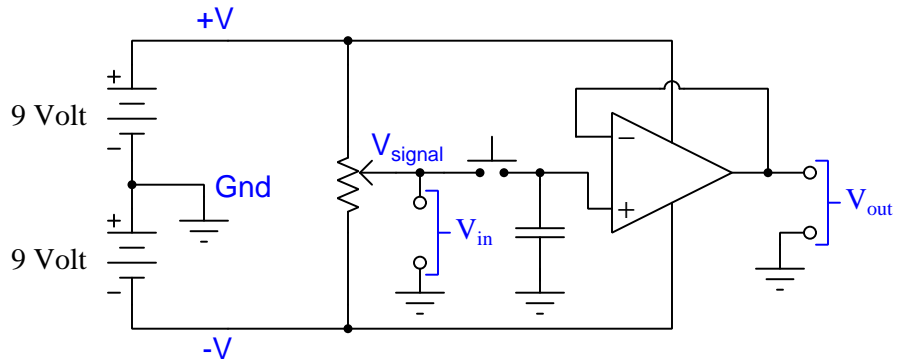 +V
+
9 Volt
-
Gnd
+
9 Volt
-
-V
Vsignal
Vin
−
+
Vout